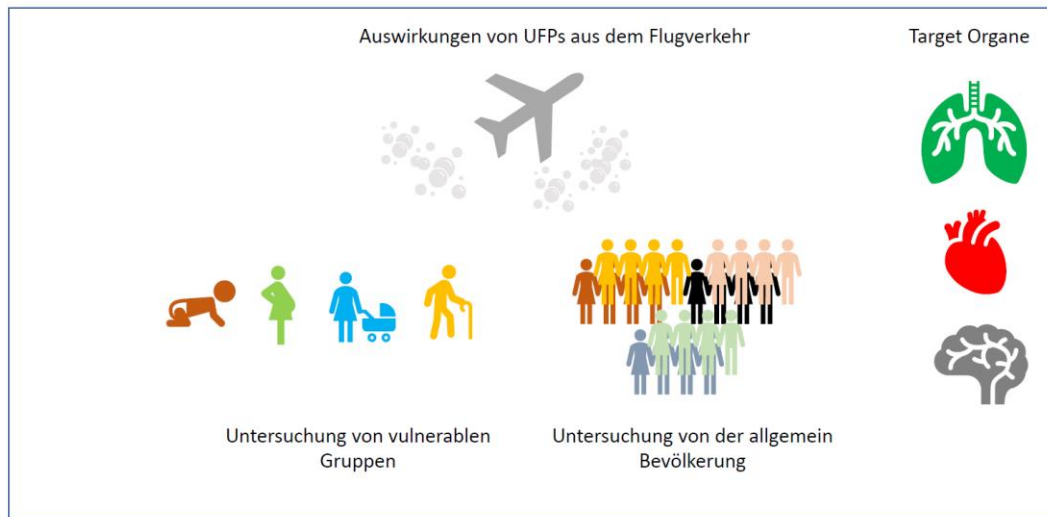 Auswirkungen von UFPs aus dem Flugverkehr
Target Organe
Untersuchung von vulnerablen
Gruppen
Untersuchung von der allgemein
Bevölkerung